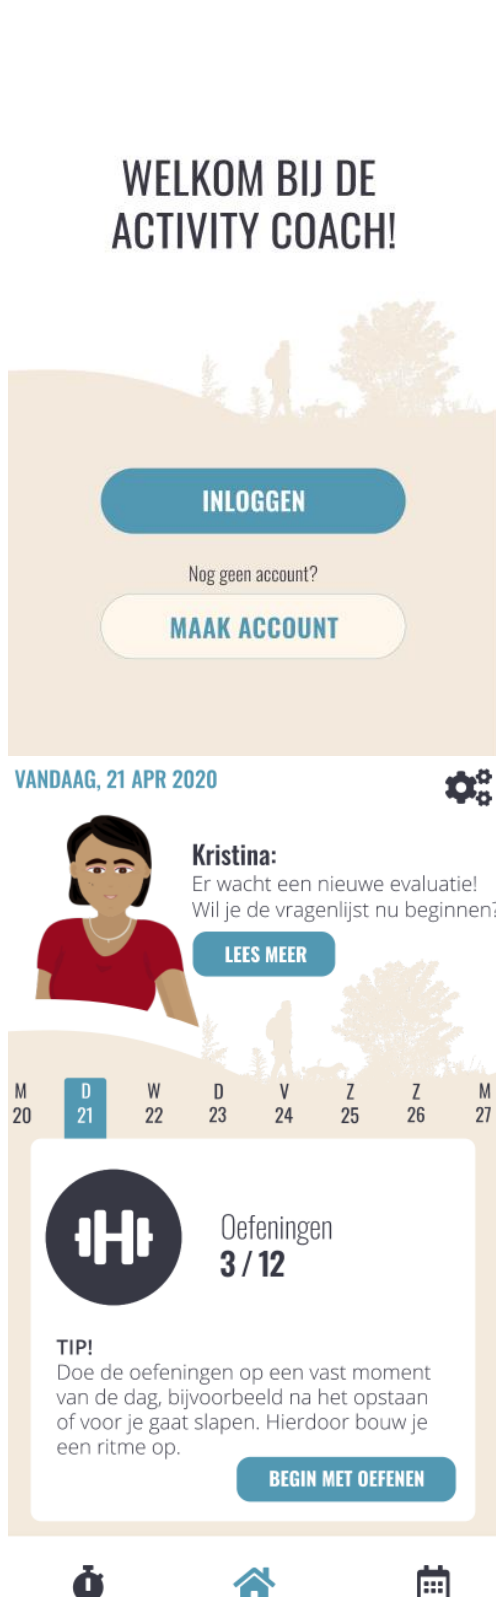 WELKOM BIJ DE
ACTIVITY COACH!
INLOGGEN
Nog geen account?
MAAK ACCOUNT
VANDAAG, 21 APR 2020
Kristina:
Er wacht een nieuwe evaluatie!
Wil je de vragenlijst nu beginnen?
LEES MEER
M D W D V Z Z M
20 21 22 23 24 25 26 27
Oefeningen
3 / 12
TIP!
Doe de oefeningen op een vast moment
van de dag, bijvoorbeeld na het opstaan
of voor je gaat slapen. Hierdoor bouw je
een ritme op.
BEGIN MET OEFENEN